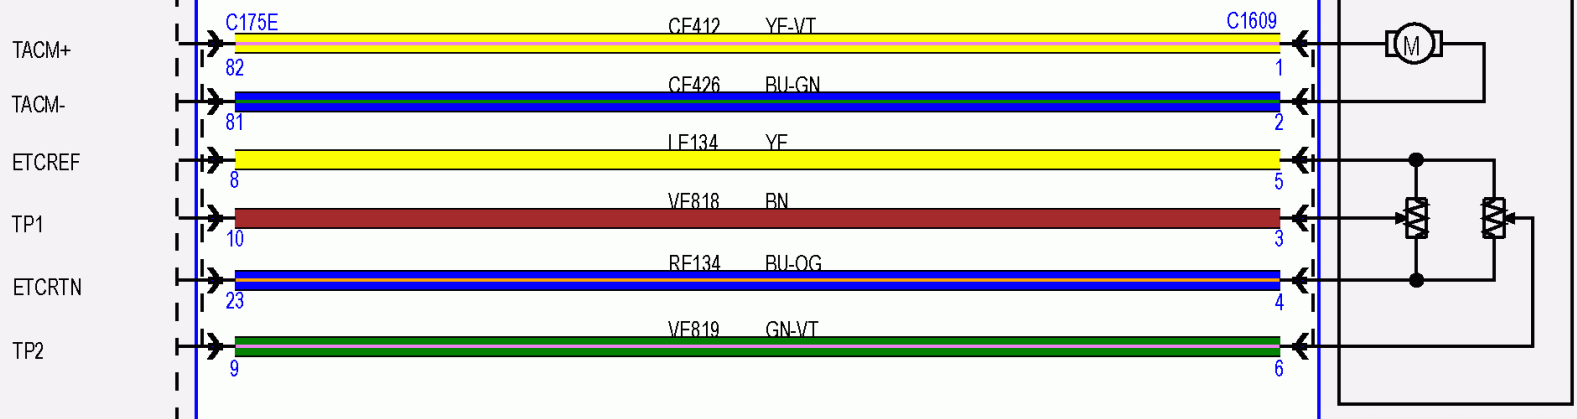 C175E CE412 YE-VT C1609
TACM+ 82 1 M
CE426 BU-GN
TACM- 81 2
LE134 YE
ETCREF 8 5
VE818 BN
TP1 10 3
RE134 BU-OG
ETCRTN 23 4
VE819 GN-VT
TP2 9 6